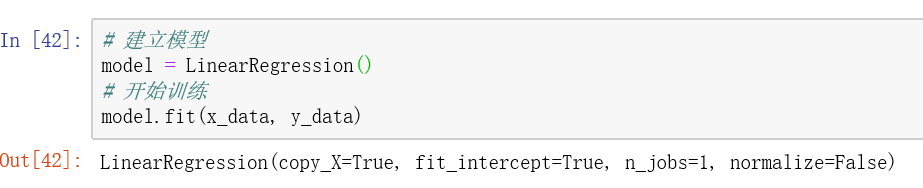 In [42]:
# 建立模型
model = LinearRegression()
# 开始训练
model.fit(x_data, y_data)
Out[42]: LinearRegression(copy_X=True, fit_intercept=True, n_jobs=1, normalize=False)